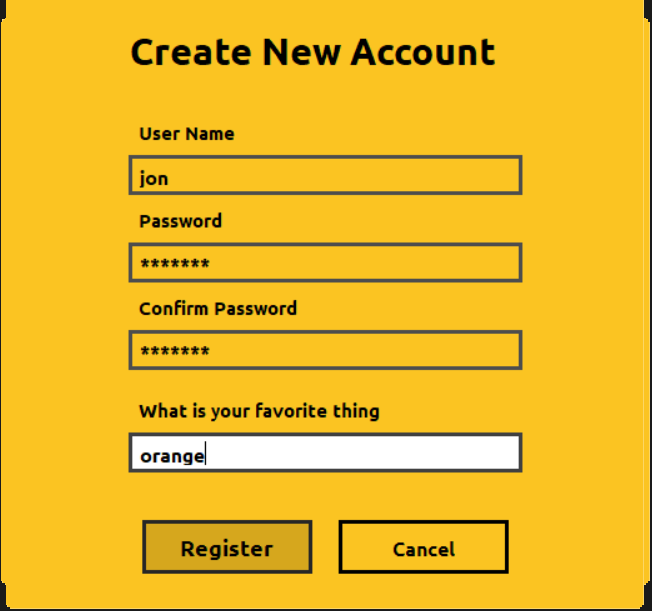 Create New Account
User Name
jon
Password
*******
Confirm Password
*******
What is your favorite thing
orange
Register Cancel